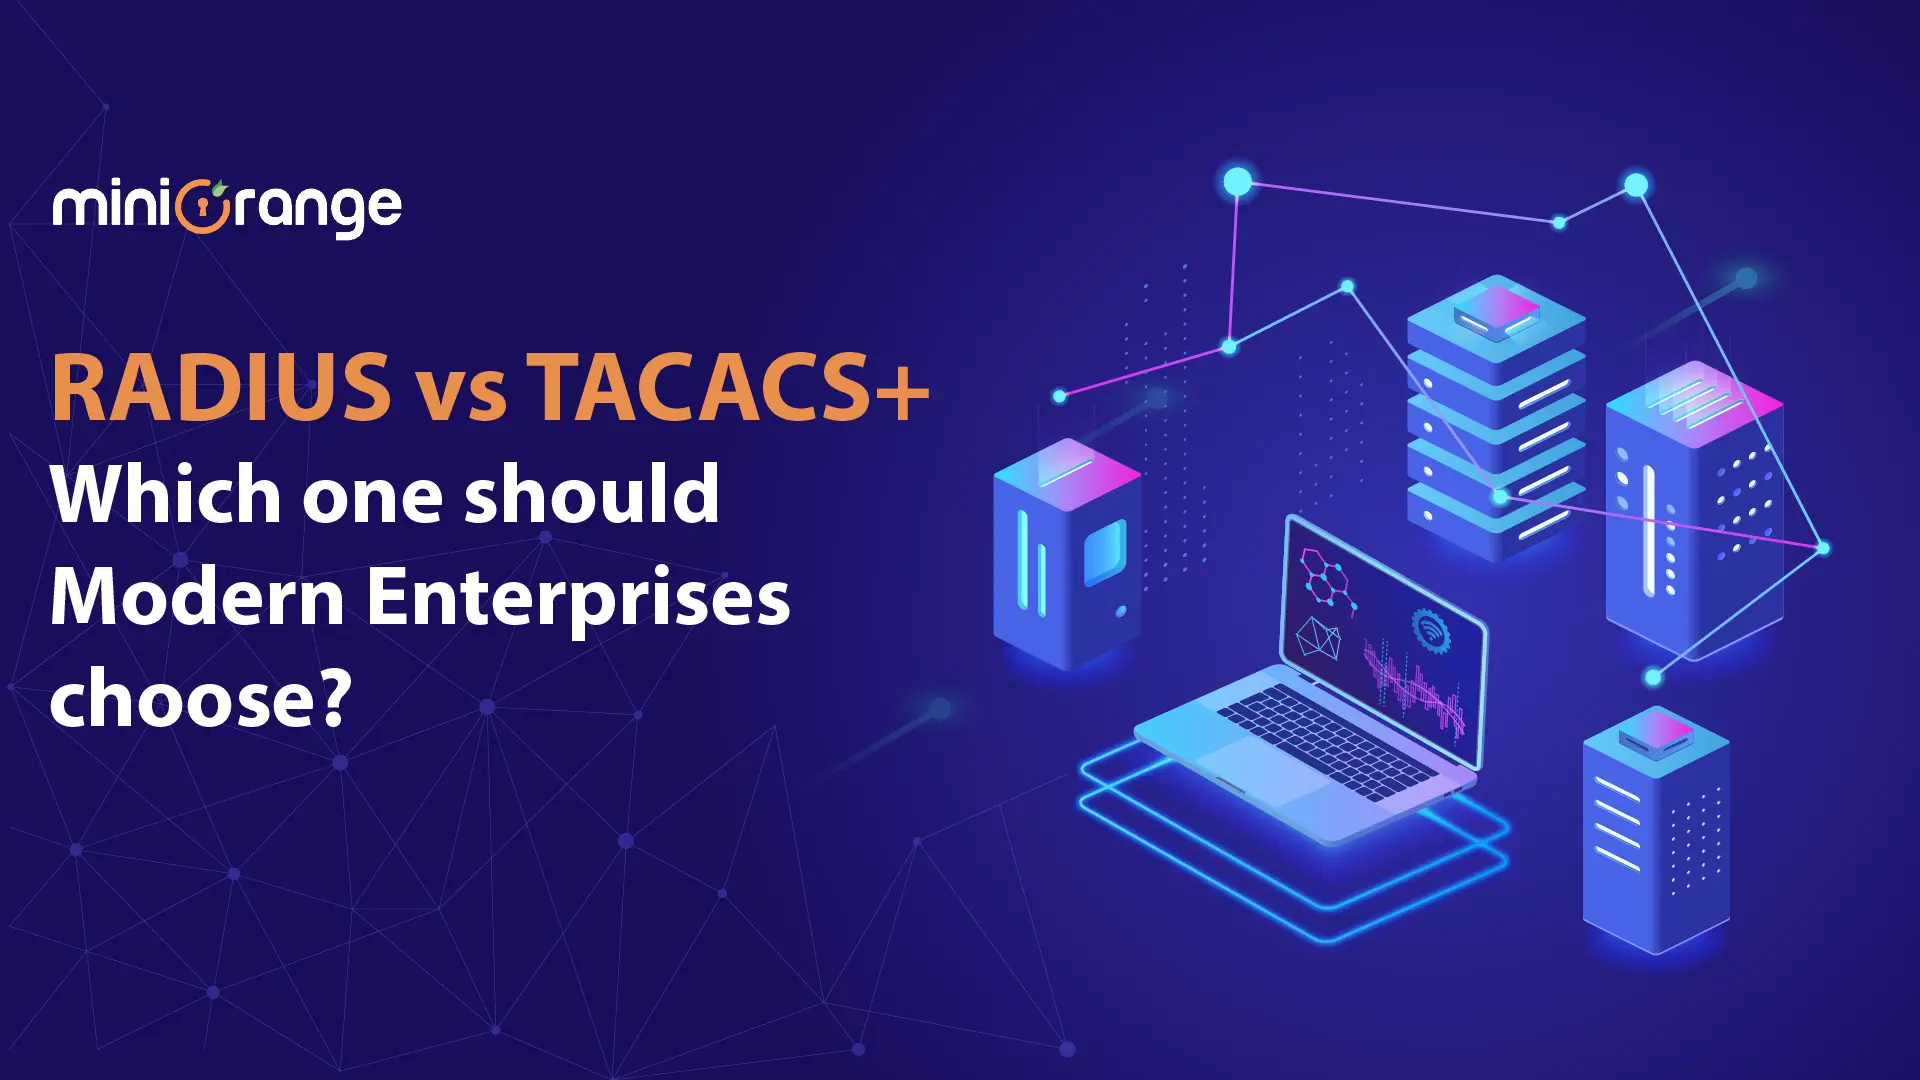 miniOrange
RADIUS vs TACACS+
Which one should
Modern Enterprises
choose?